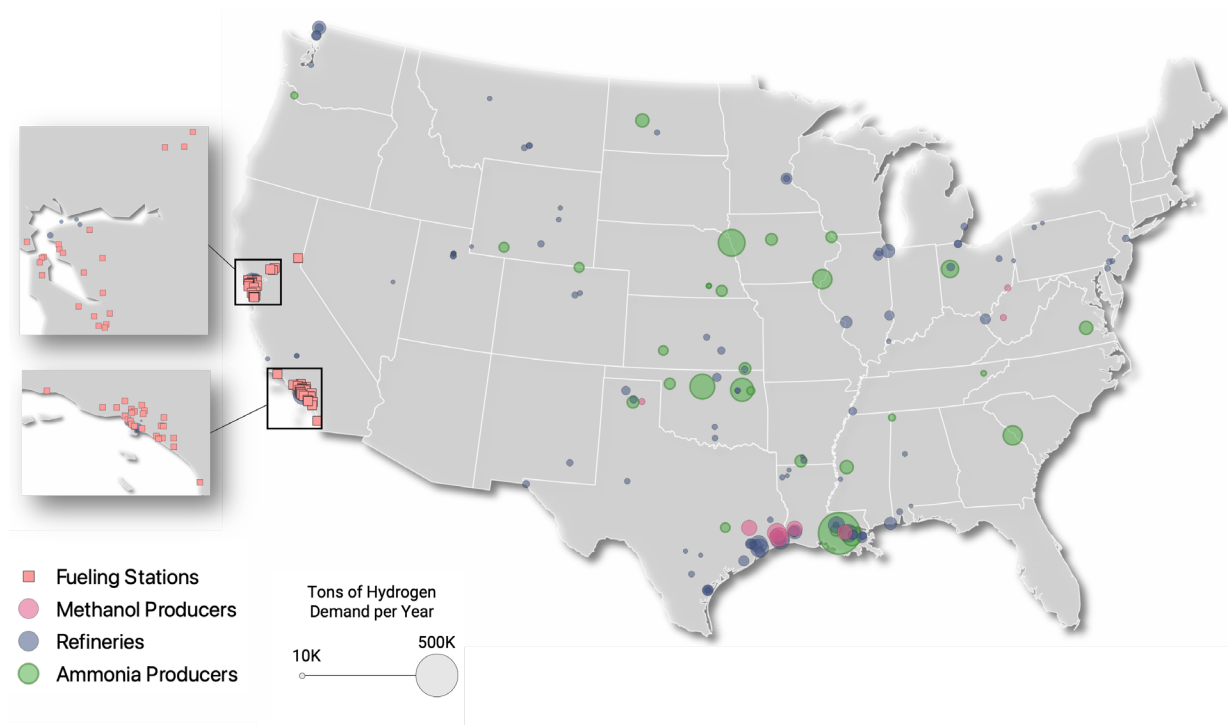 Fueling Stations
Methanol Producers
Refineries
Ammonia Producers
Tons of Hydrogen
Demand per Year
10K
500K